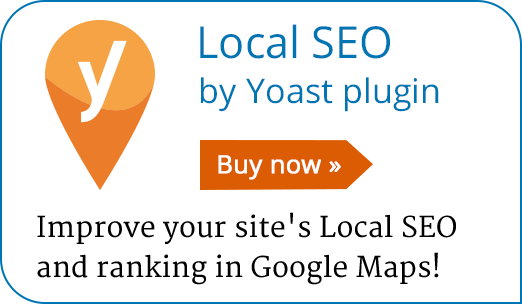 y
Local SEO
by Yoast plugin
Buy now »
Improve your site's Local SEO
and ranking in Google Maps!